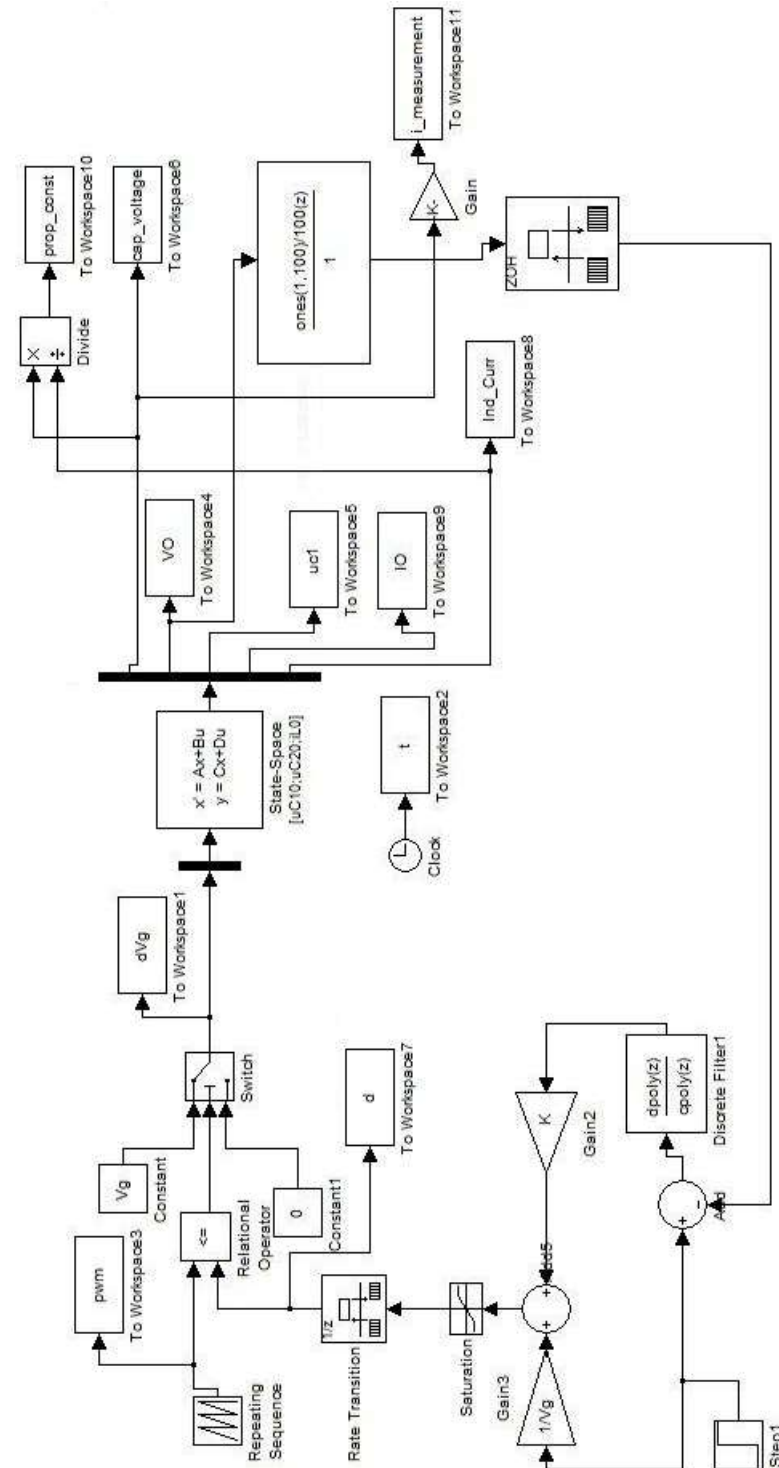 pwm
To Workspace3
Repeating
Sequence
Vg
Constant
<=
Relational
Operator
0
Constant1
Switch
dVg
To Workspace1
x' = Ax+Bu
y = Cx+Du
State-Space
[uC10;uC20;iL0]
VO
To Workspace4
uc1
To Workspace5
IO
To Workspace9
×
÷
Divide
prop_const
To Workspace10
cap_voltage
To Workspace6
ones(1,100)/100(z)
1
-K-
Gain
i_measurement
To Workspace11
Ind_Curr
To Workspace8
ZOH
t
To Workspace2
Clock
d
To Workspace7
1/z
Rate Transition
Saturation
1/Vg
Gain3
+
+
K
Gain2
dpoly(z)
cpoly(z)
Discrete Filter1
+
-
Step1